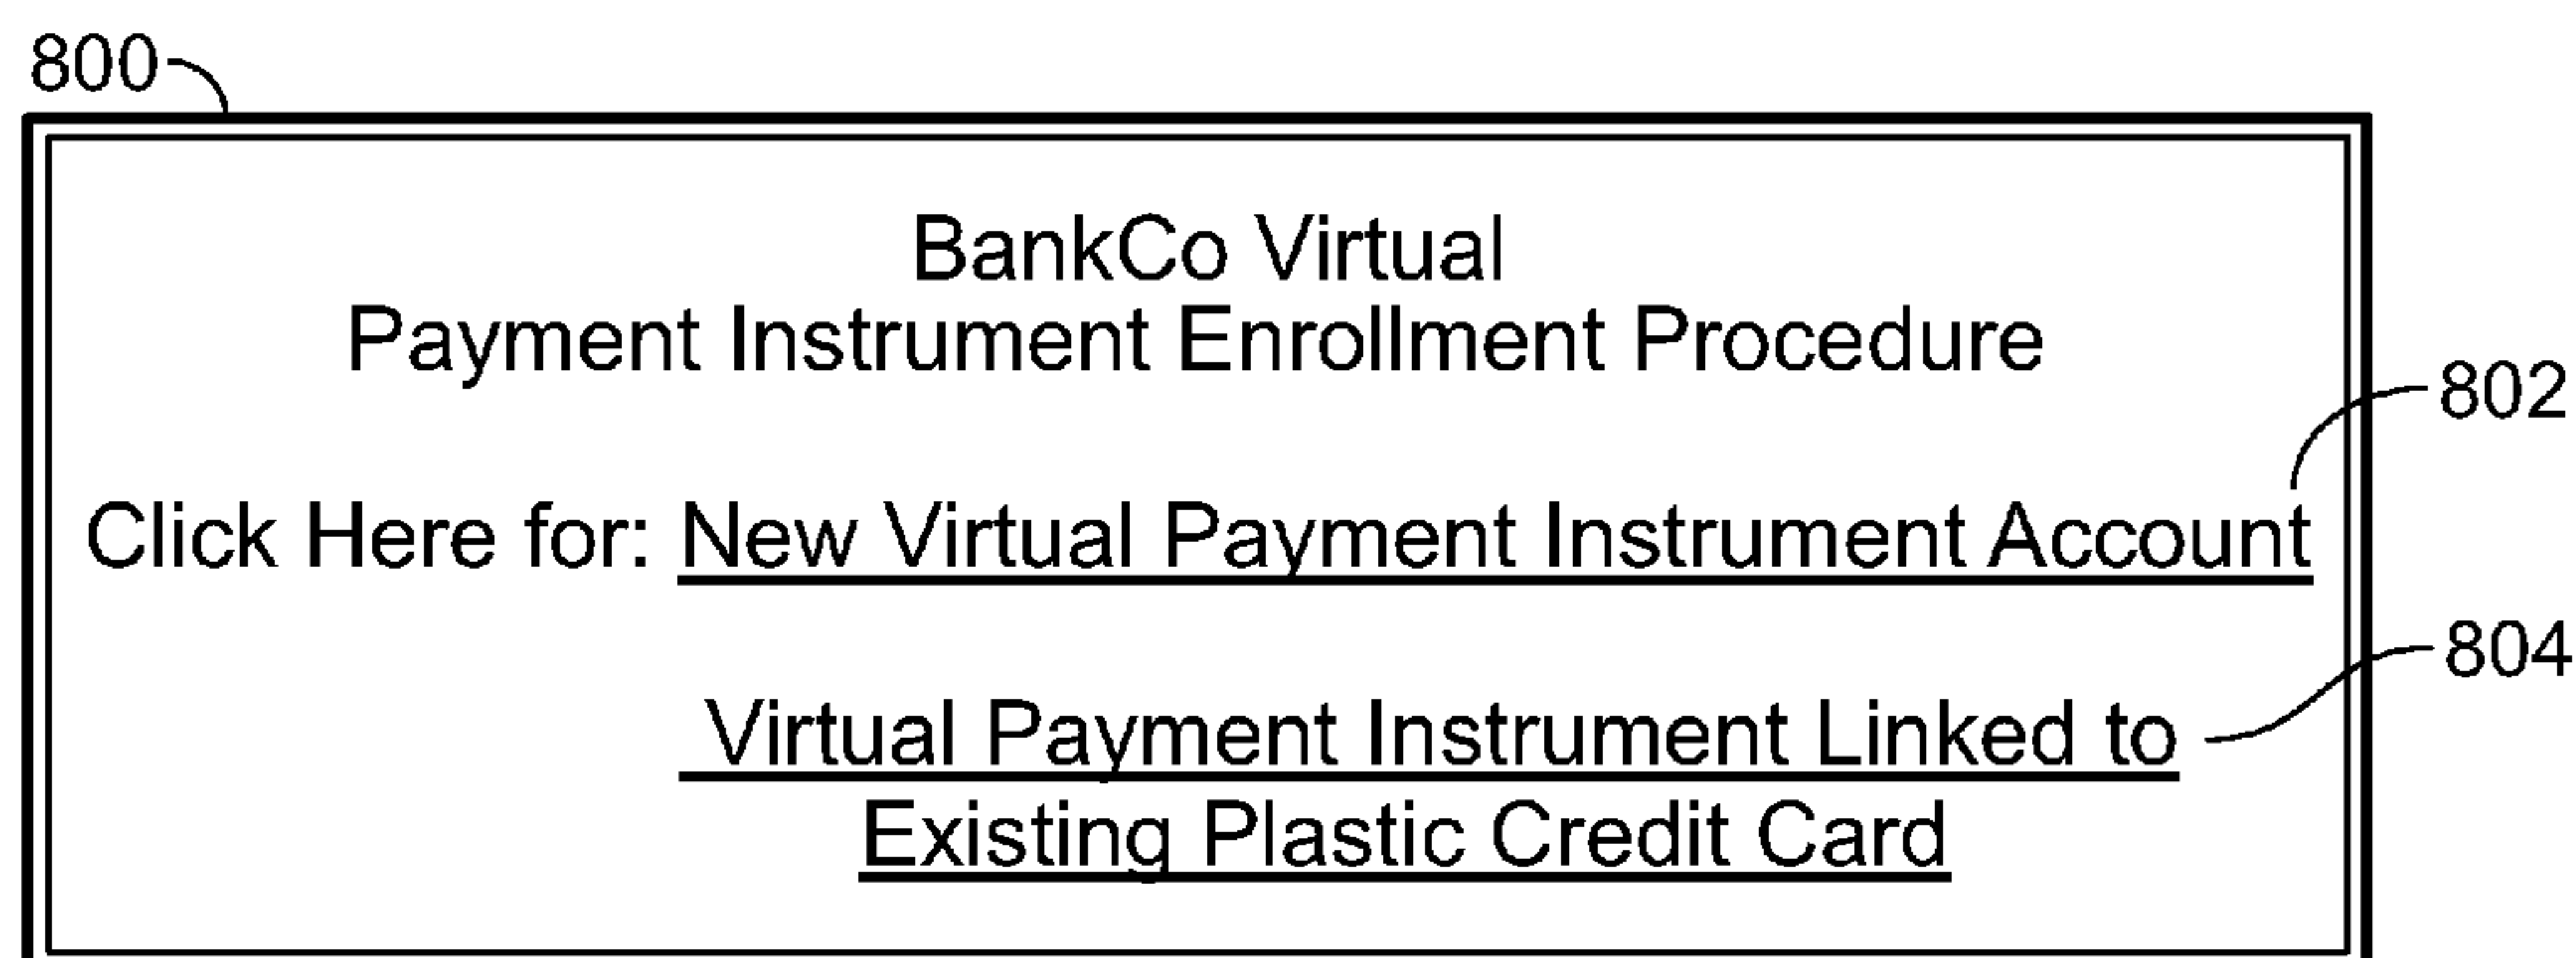 800
BankCo Virtual
Payment Instrument Enrollment Procedure
802
Click Here for: New Virtual Payment Instrument Account
804
Virtual Payment Instrument Linked to
Existing Plastic Credit Card